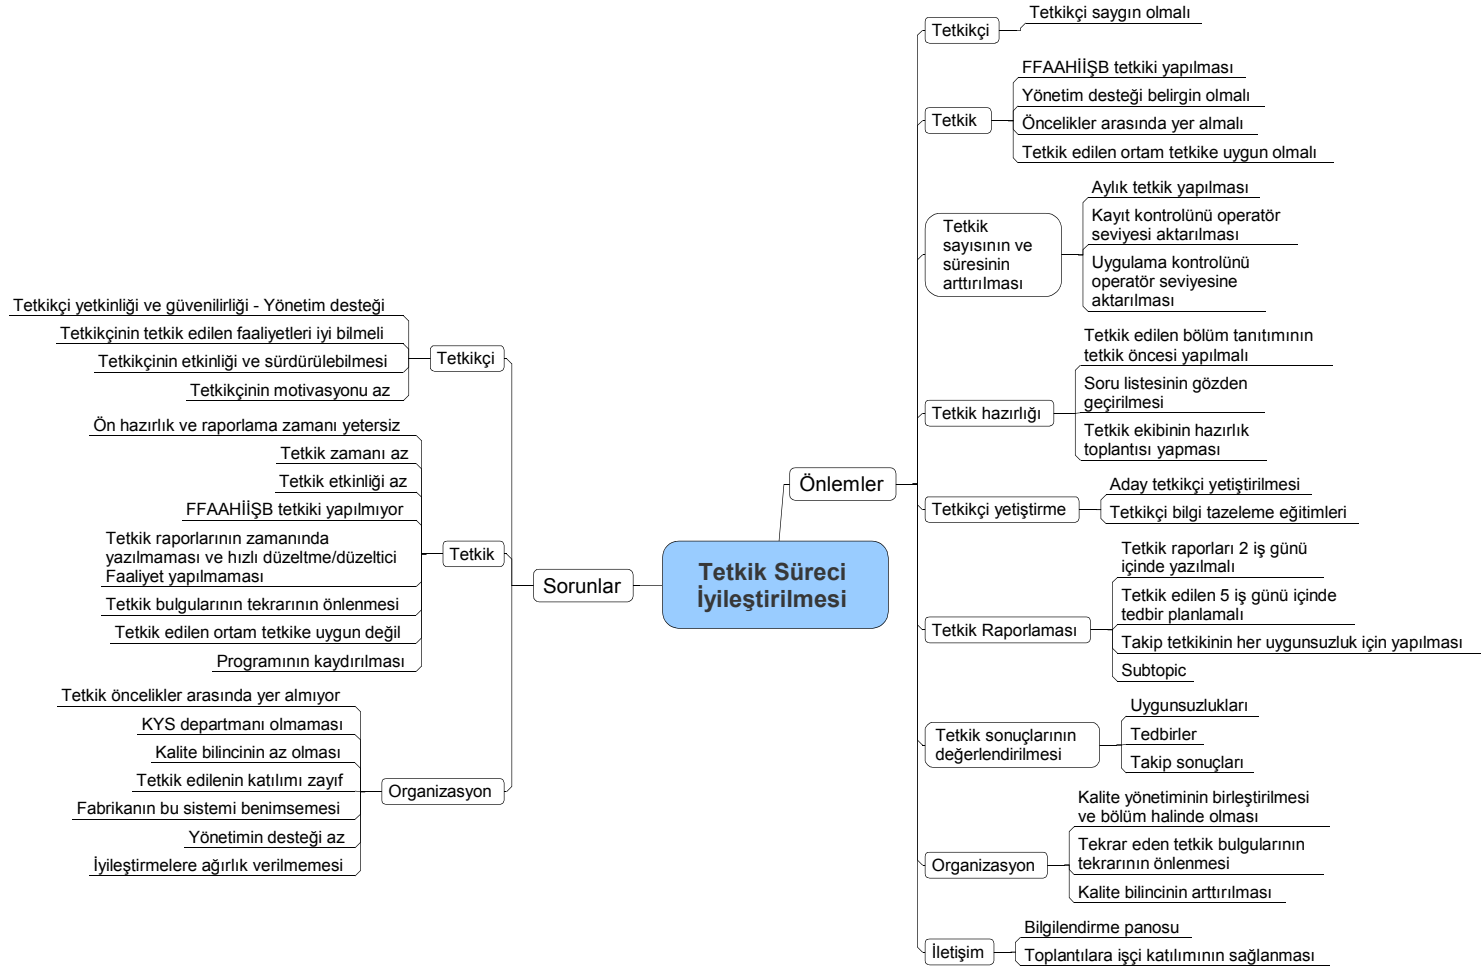 Tetkik Süreci
İyileştirilmesi
Önlemler
Tetkikçi
Tetkikçi saygın olmalı
Tetkik
FFAAHİİŞB tetkiki yapılması
Yönetim desteği belirgin olmalı
Öncelikler arasında yer almalı
Tetkik edilen ortam tetkike uygun olmalı
Tetkik
sayısının ve
süresinin
arttırılması
Aylık tetkik yapılması
Kayıt kontrolünü operatör
seviyesi aktarılması
Uygulama kontrolünü
operatör seviyesine
aktarılması
Tetkik hazırlığı
Tetkik edilen bölüm tanıtımının
tetkik öncesi yapılmalı
Soru listesinin gözden
geçirilmesi
Tetkik ekibinin hazırlık
toplantısı yapması
Tetkikçi yetiştirme
Aday tetkikçi yetiştirilmesi
Tetkikçi bilgi tazeleme eğitimleri
Tetkik Raporlaması
Tetkik raporları 2 iş günü
içinde yazılmalı
Tetkik edilen 5 iş günü içinde
tedbir planlamalı
Takip tetkikinin her uygunsuzluk için yapılması
Subtopic
Tetkik sonuçlarının
değerlendirilmesi
Uygunsuzlukları
Tedbirler
Takip sonuçları
Organizasyon
Kalite yönetiminin birleştirilmesi
ve bölüm halinde olması
Tekrar eden tetkik bulgularının
tekrarının önlenmesi
Kalite bilincinin arttırılması
İletişim
Bilgilendirme panosu
Toplantılara işçi katılımının sağlanması
Sorunlar
Tetkikçi
Tetkikçi yetkinliği ve güvenilirliği - Yönetim desteği
Tetkikçinin tetkik edilen faaliyetleri iyi bilmeli
Tetkikçinin etkinliği ve sürdürülebilmesi
Tetkikçinin motivasyonu az
Tetkik
Ön hazırlık ve raporlama zamanı yetersiz
Tetkik zamanı az
Tetkik etkinliği az
FFAAHİİŞB tetkiki yapılmıyor
Tetkik raporlarının zamanında
yazılmaması ve hızlı düzeltme/düzeltici
Faaliyet yapılmaması
Tetkik bulgularının tekrarının önlenmesi
Tetkik edilen ortam tetkike uygun değil
Programının kaydırılması
Organizasyon
Tetkik öncelikler arasında yer almıyor
KYS departmanı olmaması
Kalite bilincinin az olması
Tetkik edilenin katılımı zayıf
Fabrikanın bu sistemi benimsemesi
Yönetimin desteği az
İyileştirmelere ağırlık verilmemesi